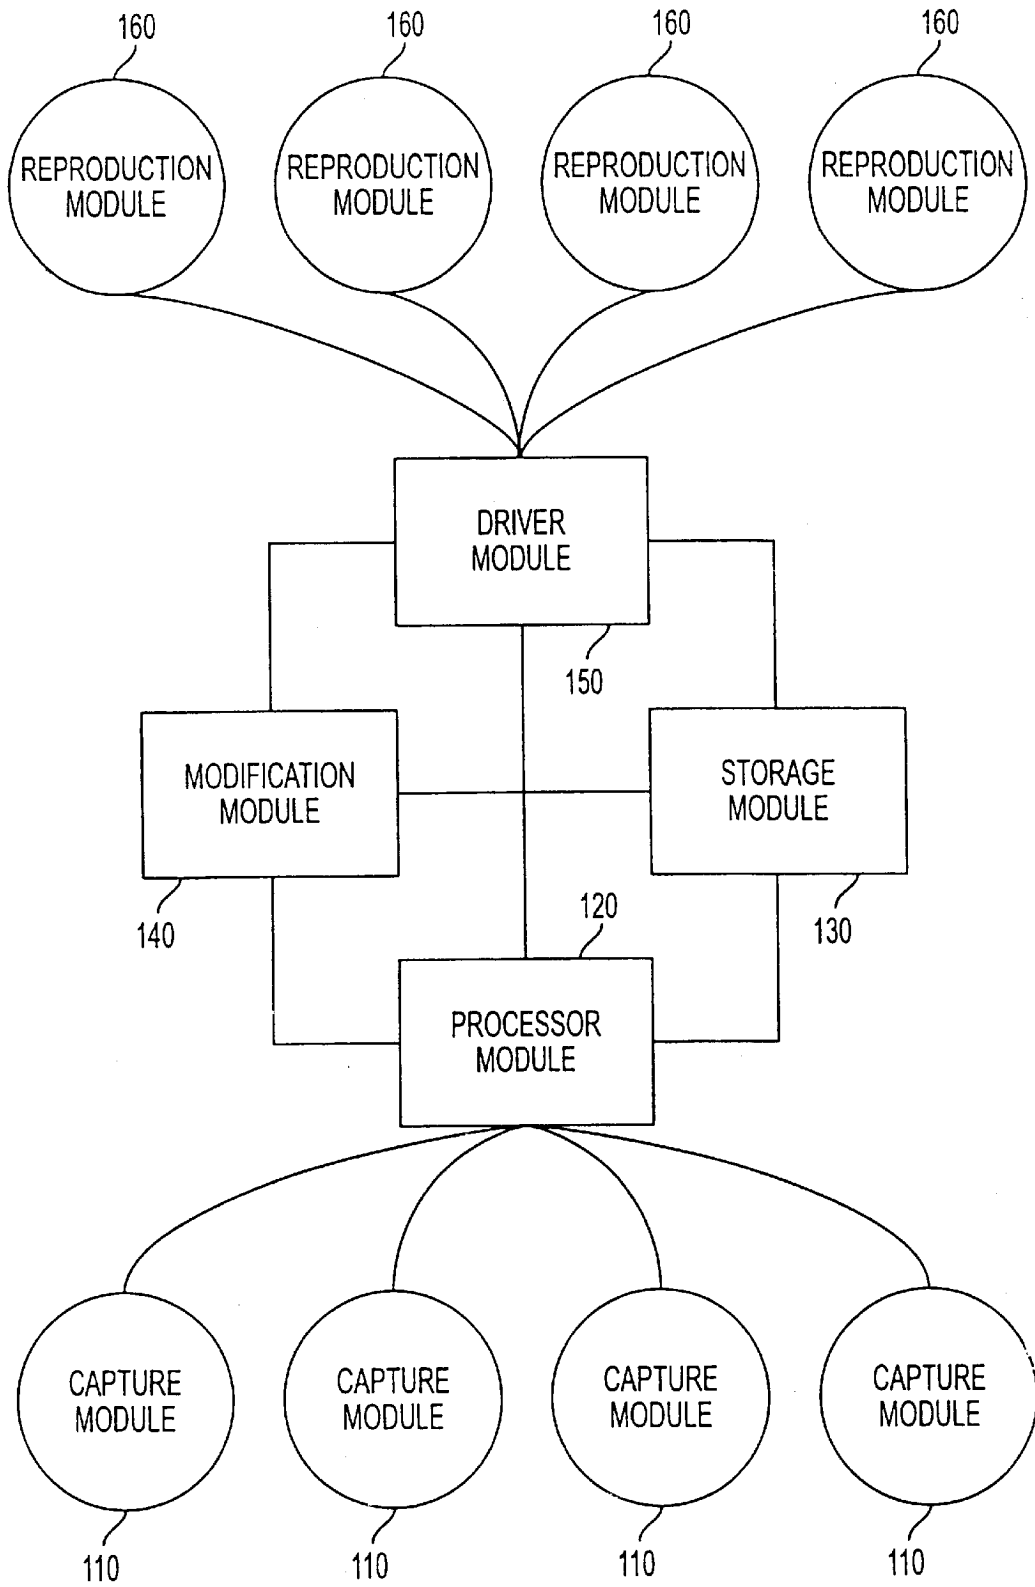 160 160 160 160
REPRODUCTION MODULE
REPRODUCTION MODULE
REPRODUCTION MODULE
REPRODUCTION MODULE
DRIVER
MODULE
150
MODIFICATION
MODULE
140
STORAGE
MODULE
130
120
PROCESSOR
MODULE
CAPTURE
MODULE
CAPTURE
MODULE
CAPTURE
MODULE
CAPTURE
MODULE
110 110 110 110